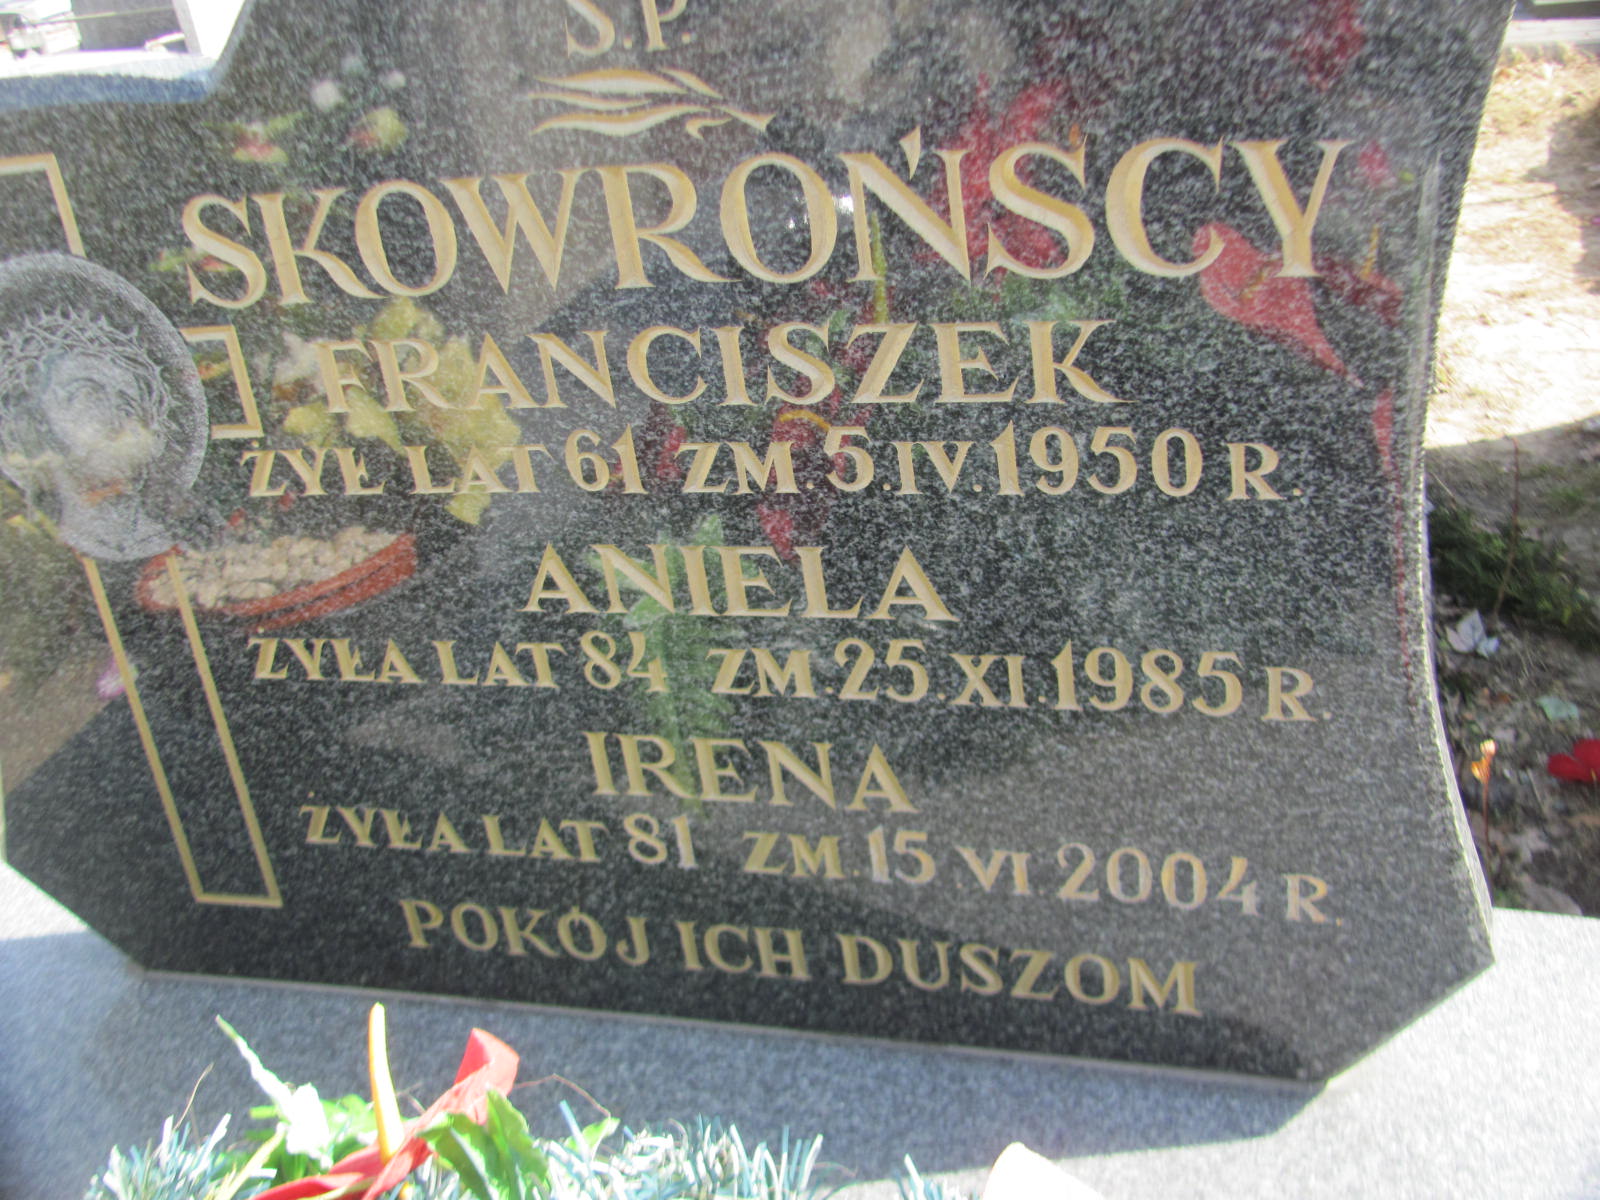 Ś.P.
SKOWROŃSCY
FRANCISZEK
ŻYŁ LAT 61 ZM. 5.IV.1950 R.
ANIELA
ŻYŁA LAT 84 ZM. 25.XI.1985 R.
IRENA
ŻYŁA LAT 81 ZM. 15.VI 2004 R.
POKÓJ ICH DUSZOM